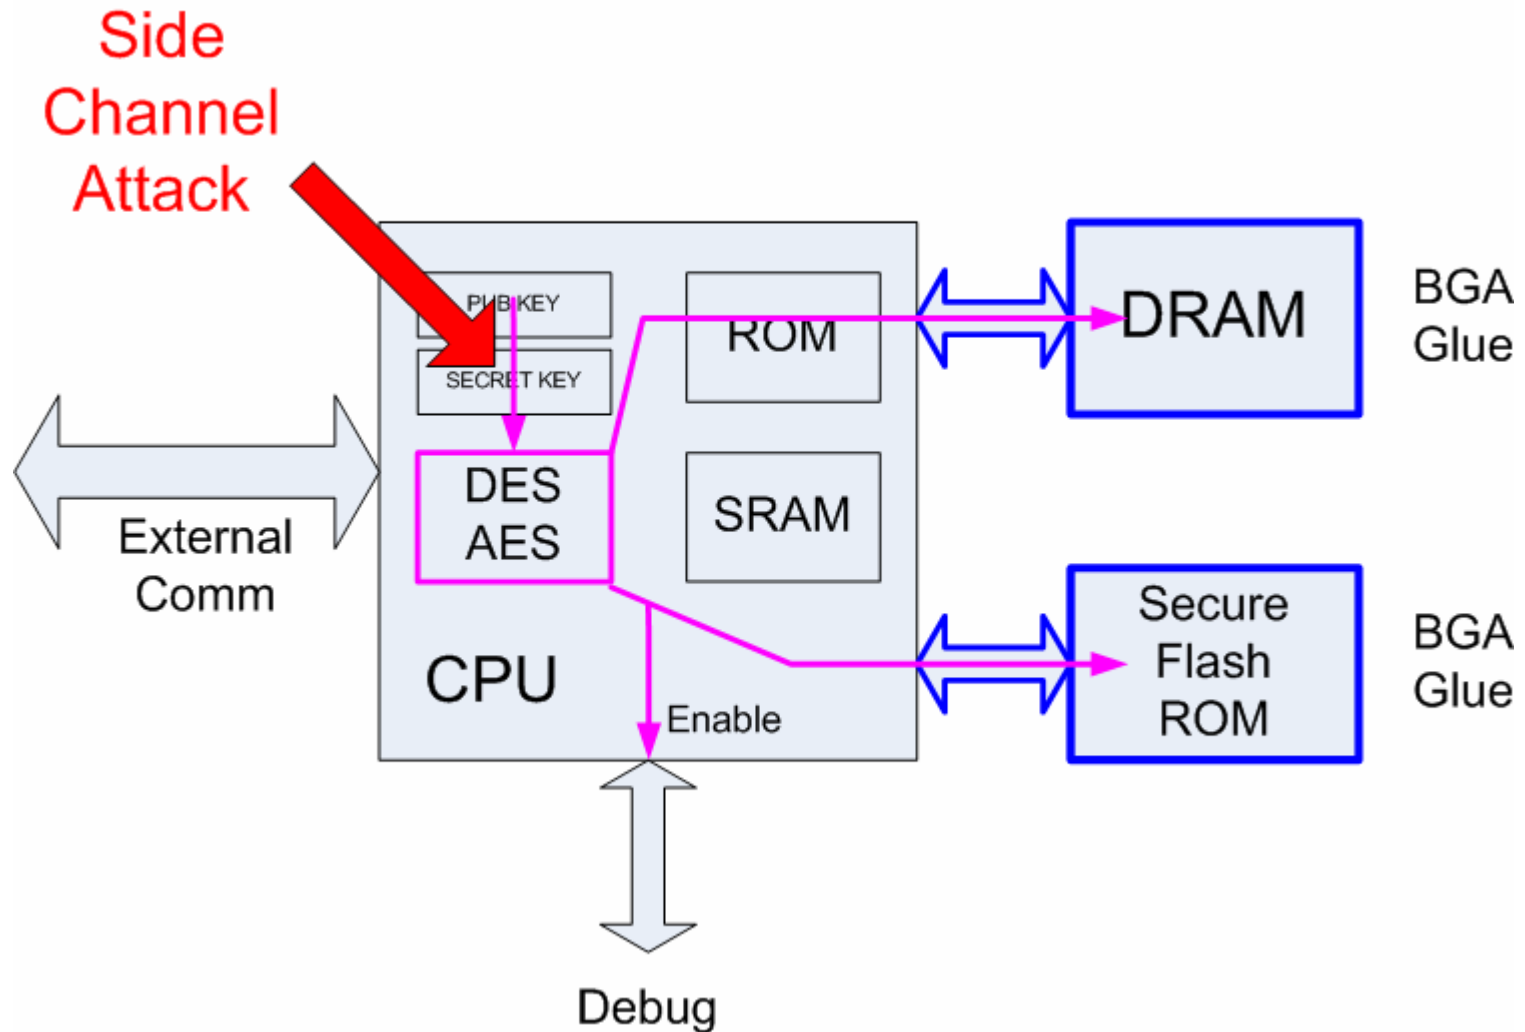 Side
Channel
Attack
PUB KEY
SECRET KEY
ROM
DRAM
BGA
Glue
DES
AES
SRAM
External
Comm
CPU
Enable
Secure
Flash
ROM
BGA
Glue
Debug